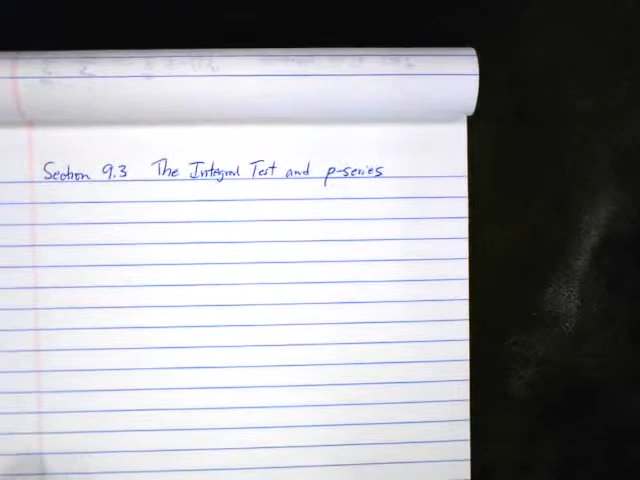 Section 9.3 The Integral Test and p-series